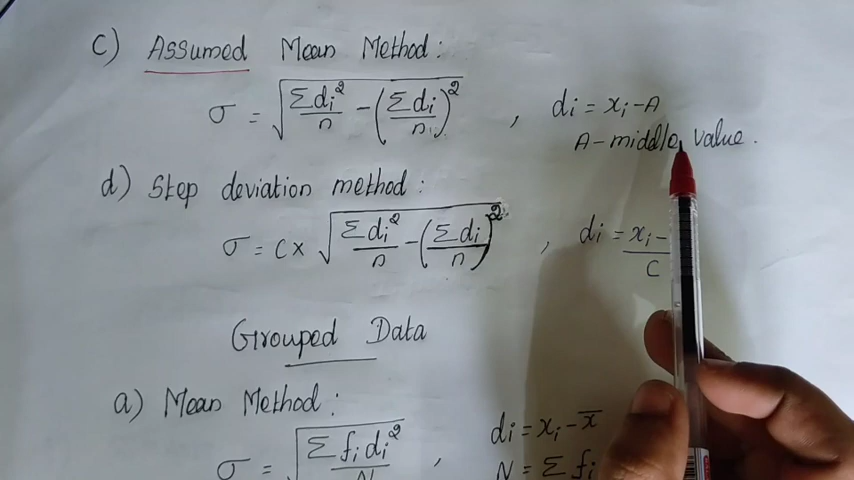 c) Assumed Mean Method:
σ = √(Σdi²/n − (Σdi/n)²) , di = xi − A
A − middle value.
d) Step deviation method:
σ = C × √(Σdi²/n − (Σdi/n)²) , di = xi − / C
Grouped Data
a) Mean Method:
σ = √(Σfidi²/N) , di = xi − x̄
N = Σfi